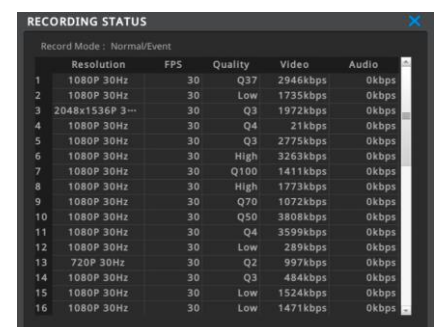 RECORDING STATUS
Record Mode : Normal/Event
Resolution FPS Quality Video Audio
1 1080P 30Hz 30 Q37 2946kbps 0kbps
2 1080P 30Hz 30 Low 1735kbps 0kbps
3 2048x1536P 3··· 30 Q3 1972kbps 0kbps
4 1080P 30Hz 30 Q4 21kbps 0kbps
5 1080P 30Hz 30 Q3 2775kbps 0kbps
6 1080P 30Hz 30 High 3263kbps 0kbps
7 1080P 30Hz 30 Q100 1411kbps 0kbps
8 1080P 30Hz 30 High 1773kbps 0kbps
9 1080P 30Hz 30 Q70 1072kbps 0kbps
10 1080P 30Hz 30 Q50 3808kbps 0kbps
11 1080P 30Hz 30 Q4 3599kbps 0kbps
12 1080P 30Hz 30 Low 289kbps 0kbps
13 720P 30Hz 30 Q2 997kbps 0kbps
14 1080P 30Hz 30 Q3 484kbps 0kbps
15 1080P 30Hz 30 Low 1524kbps 0kbps
16 1080P 30Hz 30 Low 1471kbps 0kbps